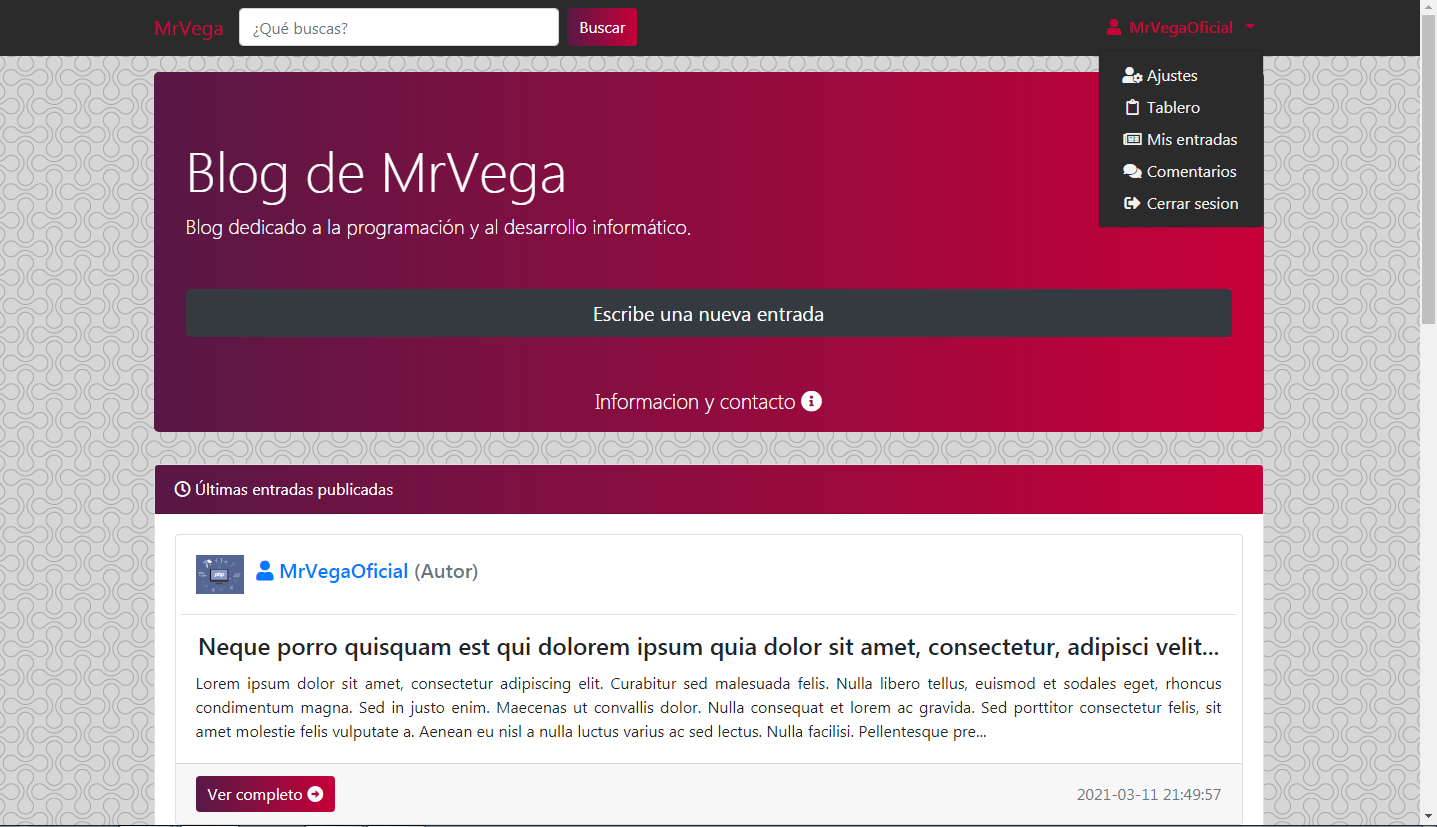 MrVega
¿Qué buscas?
Buscar
MrVegaOficial
Ajustes
Tablero
Mis entradas
Comentarios
Cerrar sesion
Blog de MrVega
Blog dedicado a la programación y al desarrollo informático.
Escribe una nueva entrada
Informacion y contacto
Últimas entradas publicadas
php
MrVegaOficial (Autor)
Neque porro quisquam est qui dolorem ipsum quia dolor sit amet, consectetur, adipisci velit...
Lorem ipsum dolor sit amet, consectetur adipiscing elit. Curabitur sed malesuada felis. Nulla libero tellus, euismod et sodales eget, rhoncus
condimentum magna. Sed in justo enim. Maecenas ut convallis dolor. Nulla consequat et lorem ac gravida. Sed porttitor consectetur felis, sit
amet molestie felis vulputate a. Aenean eu nisl a nulla luctus varius ac sed lectus. Nulla facilisi. Pellentesque pre...
Ver completo
2021-03-11 21:49:57